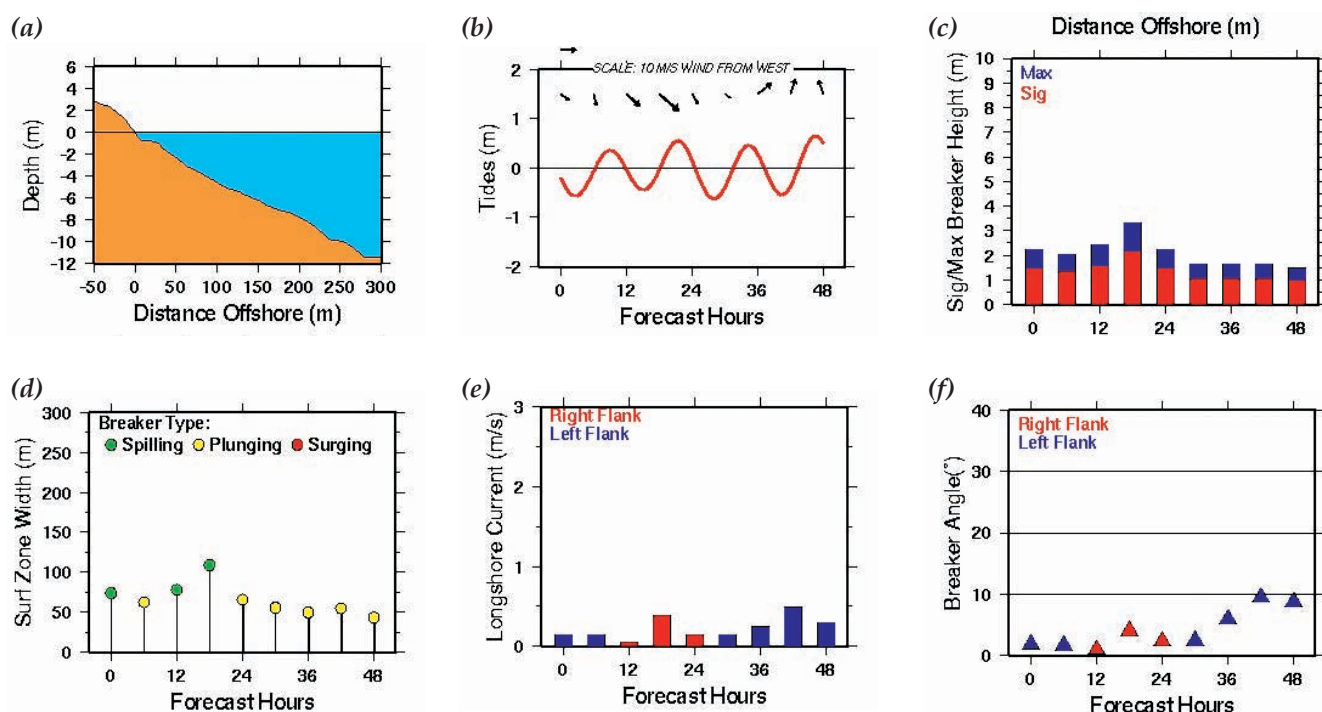 (a)
6
4
2
0
-2
-4
-6
-8
-10
-12
Depth (m)
-50 0 50 100 150 200 250 300
Distance Offshore (m)
(b)
SCALE: 10 M/S WIND FROM WEST
2
1
0
-1
-2
Tides (m)
0 12 24 36 48
Forecast Hours
(c)
Distance Offshore (m)
Max
Sig
10
9
8
7
6
5
4
3
2
1
0
Sig/Max Breaker Height (m)
0 12 24 36 48
(d)
Breaker Type:
Spilling Plunging Surging
300
250
200
150
100
50
0
Surf Zone Width (m)
0 12 24 36 48
Forecast Hours
(e)
Right Flank
Left Flank
3
2
1
0
Longshore Current (m/s)
0 12 24 36 48
Forecast Hours
(f)
Right Flank
Left Flank
40
30
20
10
0
Breaker Angle(°)
0 12 24 36 48
Forecast Hours